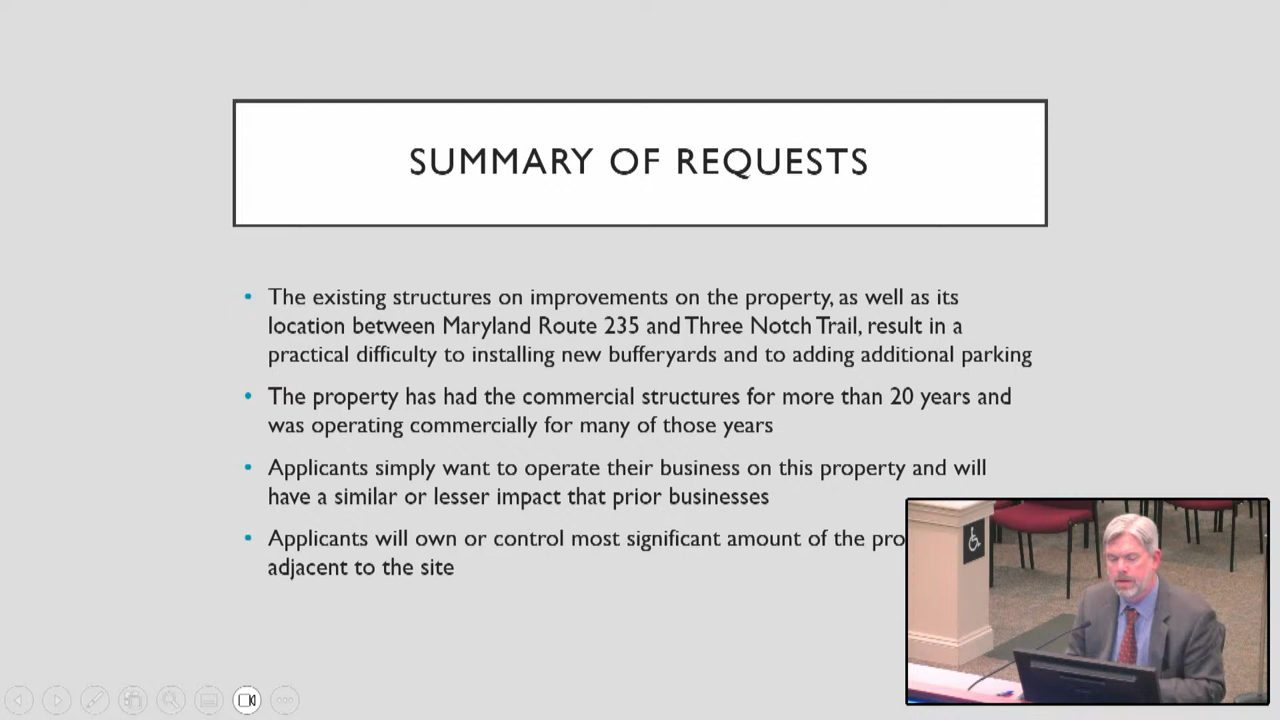 SUMMARY OF REQUESTS
• The existing structures on improvements on the property, as well as its
location between Maryland Route 235 and Three Notch Trail, result in a
practical difficulty to installing new bufferyards and to adding additional parking
• The property has had the commercial structures for more than 20 years and
was operating commercially for many of those years
• Applicants simply want to operate their business on this property and will
have a similar or lesser impact that prior businesses
• Applicants will own or control most significant amount of the pro
adjacent to the site